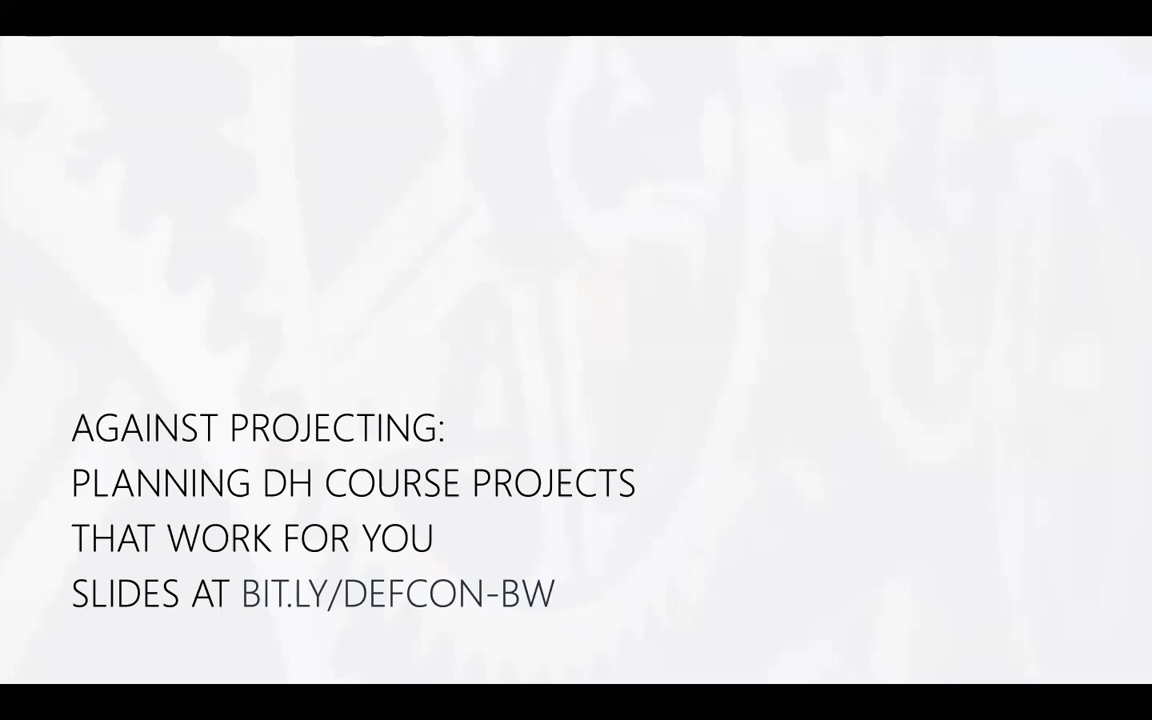 AGAINST PROJECTING:
PLANNING DH COURSE PROJECTS
THAT WORK FOR YOU
SLIDES AT BIT.LY/DEFCON-BW